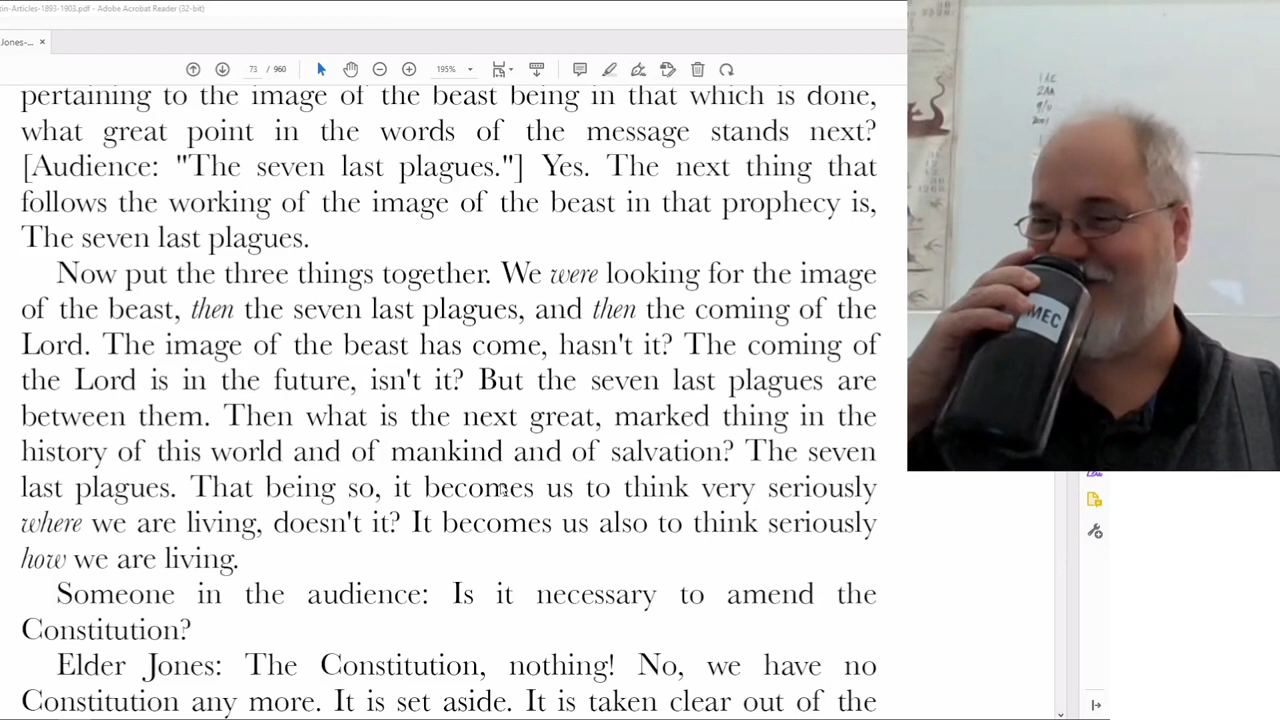 tin-Articles-1893-1903.pdf - Adobe Acrobat Reader (32-bit)
Jones-... ×
73 / 960
195%
pertaining to the image of the beast being in that which is done,
what great point in the words of the message stands next?
[Audience: "The seven last plagues."] Yes. The next thing that
follows the working of the image of the beast in that prophecy is,
The seven last plagues.
Now put the three things together. We were looking for the image
of the beast, then the seven last plagues, and then the coming of the
Lord. The image of the beast has come, hasn't it? The coming of
the Lord is in the future, isn't it? But the seven last plagues are
between them. Then what is the next great, marked thing in the
history of this world and of mankind and of salvation? The seven
last plagues. That being so, it becomes us to think very seriously
where we are living, doesn't it? It becomes us also to think seriously
how we are living.
Someone in the audience: Is it necessary to amend the
Constitution?
Elder Jones: The Constitution, nothing! No, we have no
Constitution any more. It is set aside. It is taken clear out of the
MEC